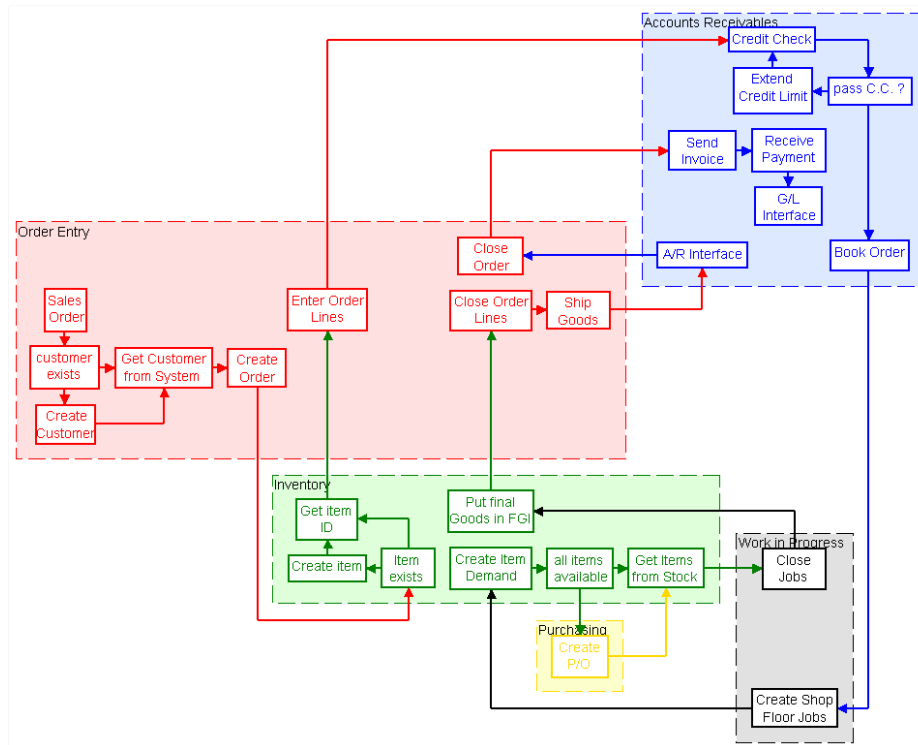 Accounts Receivables
Credit Check
Extend
Credit Limit
pass C.C. ?
Send
Invoice
Receive
Payment
G/L
Interface
A/R Interface
Book Order
Order Entry
Close
Order
Sales
Order
Enter Order
Lines
Close Order
Lines
Ship
Goods
customer
exists
Get Customer
from System
Create
Order
Create
Customer
Inventory
Get item
ID
Put final
Goods in FGI
Create item
Item
exists
Create Item
Demand
all items
available
Get Items
from Stock
Work in Progress
Close
Jobs
Purchasing
Create
P/O
Create Shop
Floor Jobs